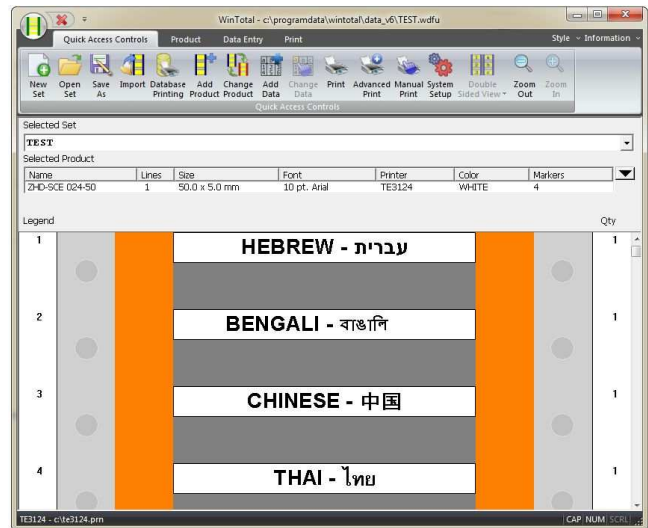 WinTotal - c:\programdata\wintotal\data_v6\TEST.wdfu
Quick Access Controls Product Data Entry Print Style Information
New Set Open Set Save As Import Database Printing Add Product Change Product Add Data Change Data Print Advanced Print Manual Print System Setup Double Sided View Zoom Out Zoom In
Quick Access Controls
Selected Set
TEST
Selected Product
Name Lines Size Font Printer Color Markers
ZHD-SCE 024-50 1 50.0 x 5.0 mm 10 pt. Arial TE3124 WHITE 4
Legend Qty
1 HEBREW - עברית 1
2 BENGALI - বাঙালি 1
3 CHINESE - 中国 1
4 THAI - ไทย 1
TE3124 - c:\te3124.prn CAP NUM SCRL